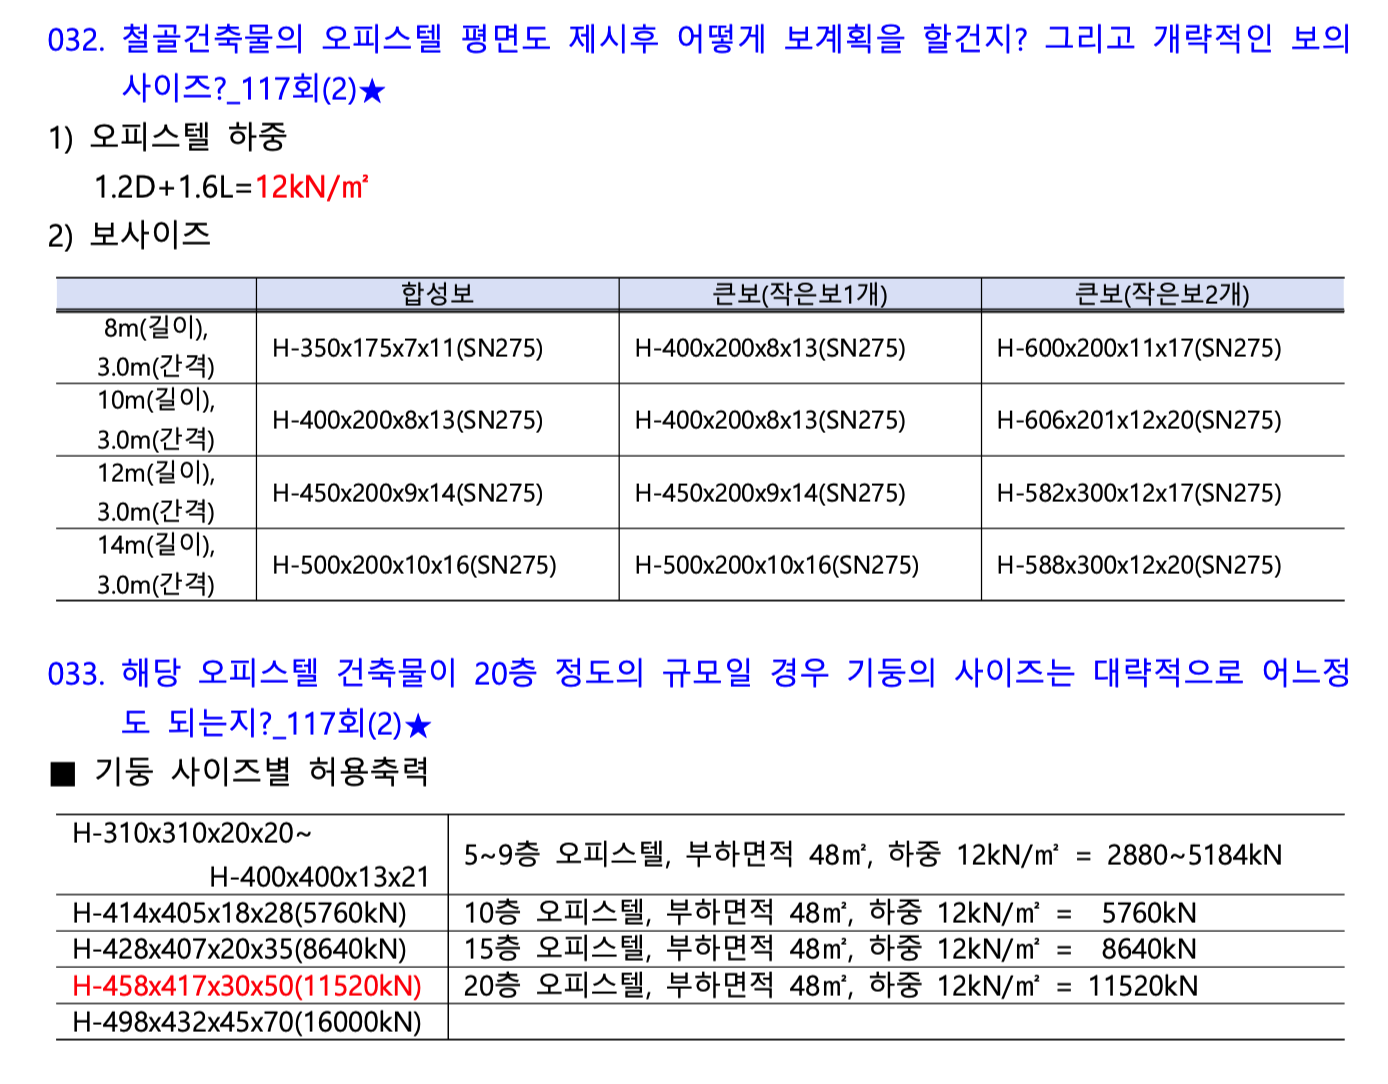 032. 철골건축물의 오피스텔 평면도 제시후 어떻게 보계획을 할건지? 그리고 개략적인 보의
사이즈?_117회(2)★
1) 오피스텔 하중
1.2D+1.6L=12kN/㎡
2) 보사이즈
합성보 큰보(작은보1개) 큰보(작은보2개)
8m(길이),
3.0m(간격) H-350x175x7x11(SN275) H-400x200x8x13(SN275) H-600x200x11x17(SN275)
10m(길이),
3.0m(간격) H-400x200x8x13(SN275) H-400x200x8x13(SN275) H-606x201x12x20(SN275)
12m(길이),
3.0m(간격) H-450x200x9x14(SN275) H-450x200x9x14(SN275) H-582x300x12x17(SN275)
14m(길이),
3.0m(간격) H-500x200x10x16(SN275) H-500x200x10x16(SN275) H-588x300x12x20(SN275)
033. 해당 오피스텔 건축물이 20층 정도의 규모일 경우 기둥의 사이즈는 대략적으로 어느정
도 되는지?_117회(2)★
■ 기둥 사이즈별 허용축력
H-310x310x20x20~
H-400x400x13x21 5~9층 오피스텔, 부하면적 48㎡, 하중 12kN/㎡ = 2880~5184kN
H-414x405x18x28(5760kN) 10층 오피스텔, 부하면적 48㎡, 하중 12kN/㎡ = 5760kN
H-428x407x20x35(8640kN) 15층 오피스텔, 부하면적 48㎡, 하중 12kN/㎡ = 8640kN
H-458x417x30x50(11520kN) 20층 오피스텔, 부하면적 48㎡, 하중 12kN/㎡ = 11520kN
H-498x432x45x70(16000kN)